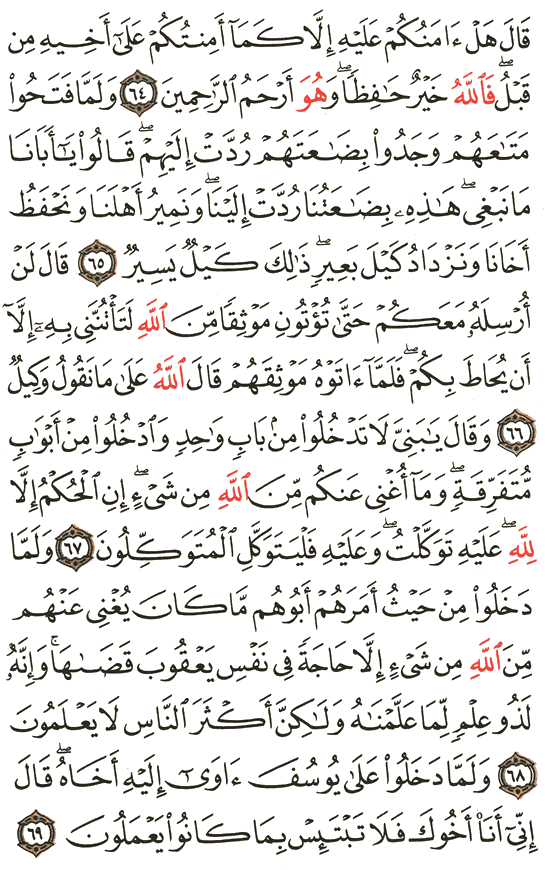 قَالَ هَلْ ءَامَنُكُمْ عَلَيْهِ إِلَّا كَمَآ أَمِنتُكُمْ عَلَىٰٓ أَخِيهِ مِن
قَبْلُ ۖ فَٱللَّهُ خَيْرٌ حَـٰفِظًا ۖ وَهُوَ أَرْحَمُ ٱلرَّٰحِمِينَ ٦٤ وَلَمَّا فَتَحُوا۟
مَتَـٰعَهُمْ وَجَدُوا۟ بِضَـٰعَتَهُمْ رُدَّتْ إِلَيْهِمْ ۖ قَالُوا۟ يَـٰٓأَبَانَا
مَا نَبْغِى ۖ هَـٰذِهِۦ بِضَـٰعَتُنَا رُدَّتْ إِلَيْنَا ۖ وَنَمِيرُ أَهْلَنَا وَنَحْفَظُ
أَخَانَا وَنَزْدَادُ كَيْلَ بَعِيرٍ ۖ ذَٰلِكَ كَيْلٌ يَسِيرٌ ٦٥ قَالَ لَنْ
أُرْسِلَهُۥ مَعَكُمْ حَتَّىٰ تُؤْتُونِ مَوْثِقًا مِّنَ ٱللَّهِ لَتَأْتُنَّنِى بِهِۦٓ إِلَّآ
أَن يُحَاطَ بِكُمْ ۖ فَلَمَّآ ءَاتَوْهُ مَوْثِقَهُمْ قَالَ ٱللَّهُ عَلَىٰ مَا نَقُولُ وَكِيلٌ
٦٦ وَقَالَ يَـٰبَنِىَّ لَا تَدْخُلُوا۟ مِنۢ بَابٍ وَٰحِدٍ وَٱدْخُلُوا۟ مِنْ أَبْوَٰبٍ
مُّتَفَرِّقَةٍ ۖ وَمَآ أُغْنِى عَنكُم مِّنَ ٱللَّهِ مِن شَىْءٍ ۖ إِنِ ٱلْحُكْمُ إِلَّا
لِلَّهِ ۖ عَلَيْهِ تَوَكَّلْتُ ۖ وَعَلَيْهِ فَلْيَتَوَكَّلِ ٱلْمُتَوَكِّلُونَ ٦٧ وَلَمَّا
دَخَلُوا۟ مِنْ حَيْثُ أَمَرَهُمْ أَبُوهُم مَّا كَانَ يُغْنِى عَنْهُم
مِّنَ ٱللَّهِ مِن شَىْءٍ إِلَّا حَاجَةً فِى نَفْسِ يَعْقُوبَ قَضَىٰهَا ۚ وَإِنَّهُۥ
لَذُو عِلْمٍ لِّمَا عَلَّمْنَـٰهُ وَلَـٰكِنَّ أَكْثَرَ ٱلنَّاسِ لَا يَعْلَمُونَ
٦٨ وَلَمَّا دَخَلُوا۟ عَلَىٰ يُوسُفَ ءَاوَىٰٓ إِلَيْهِ أَخَاهُ ۖ قَالَ
إِنِّىٓ أَنَا۠ أَخُوكَ فَلَا تَبْتَئِسْ بِمَا كَانُوا۟ يَعْمَلُونَ ٦٩